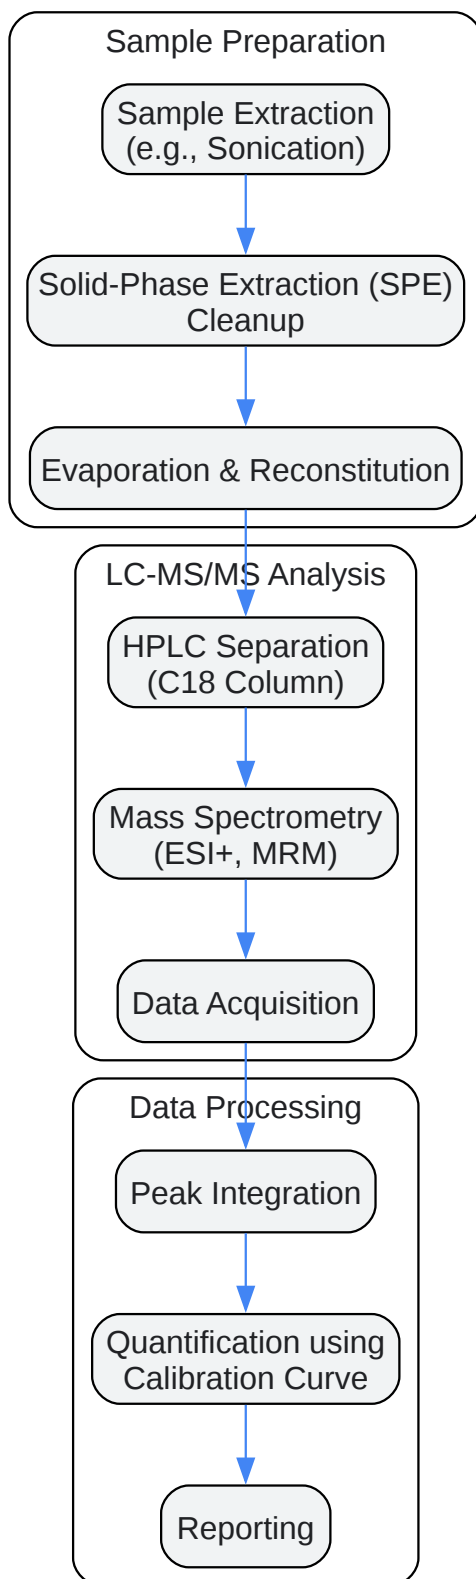 Sample Preparation
Sample Extraction
(e.g., Sonication)
Solid-Phase Extraction (SPE)
Cleanup
Evaporation & Reconstitution
LC-MS/MS Analysis
HPLC Separation
(C18 Column)
Mass Spectrometry
(ESI+, MRM)
Data Acquisition
Data Processing
Peak Integration
Quantification using
Calibration Curve
Reporting